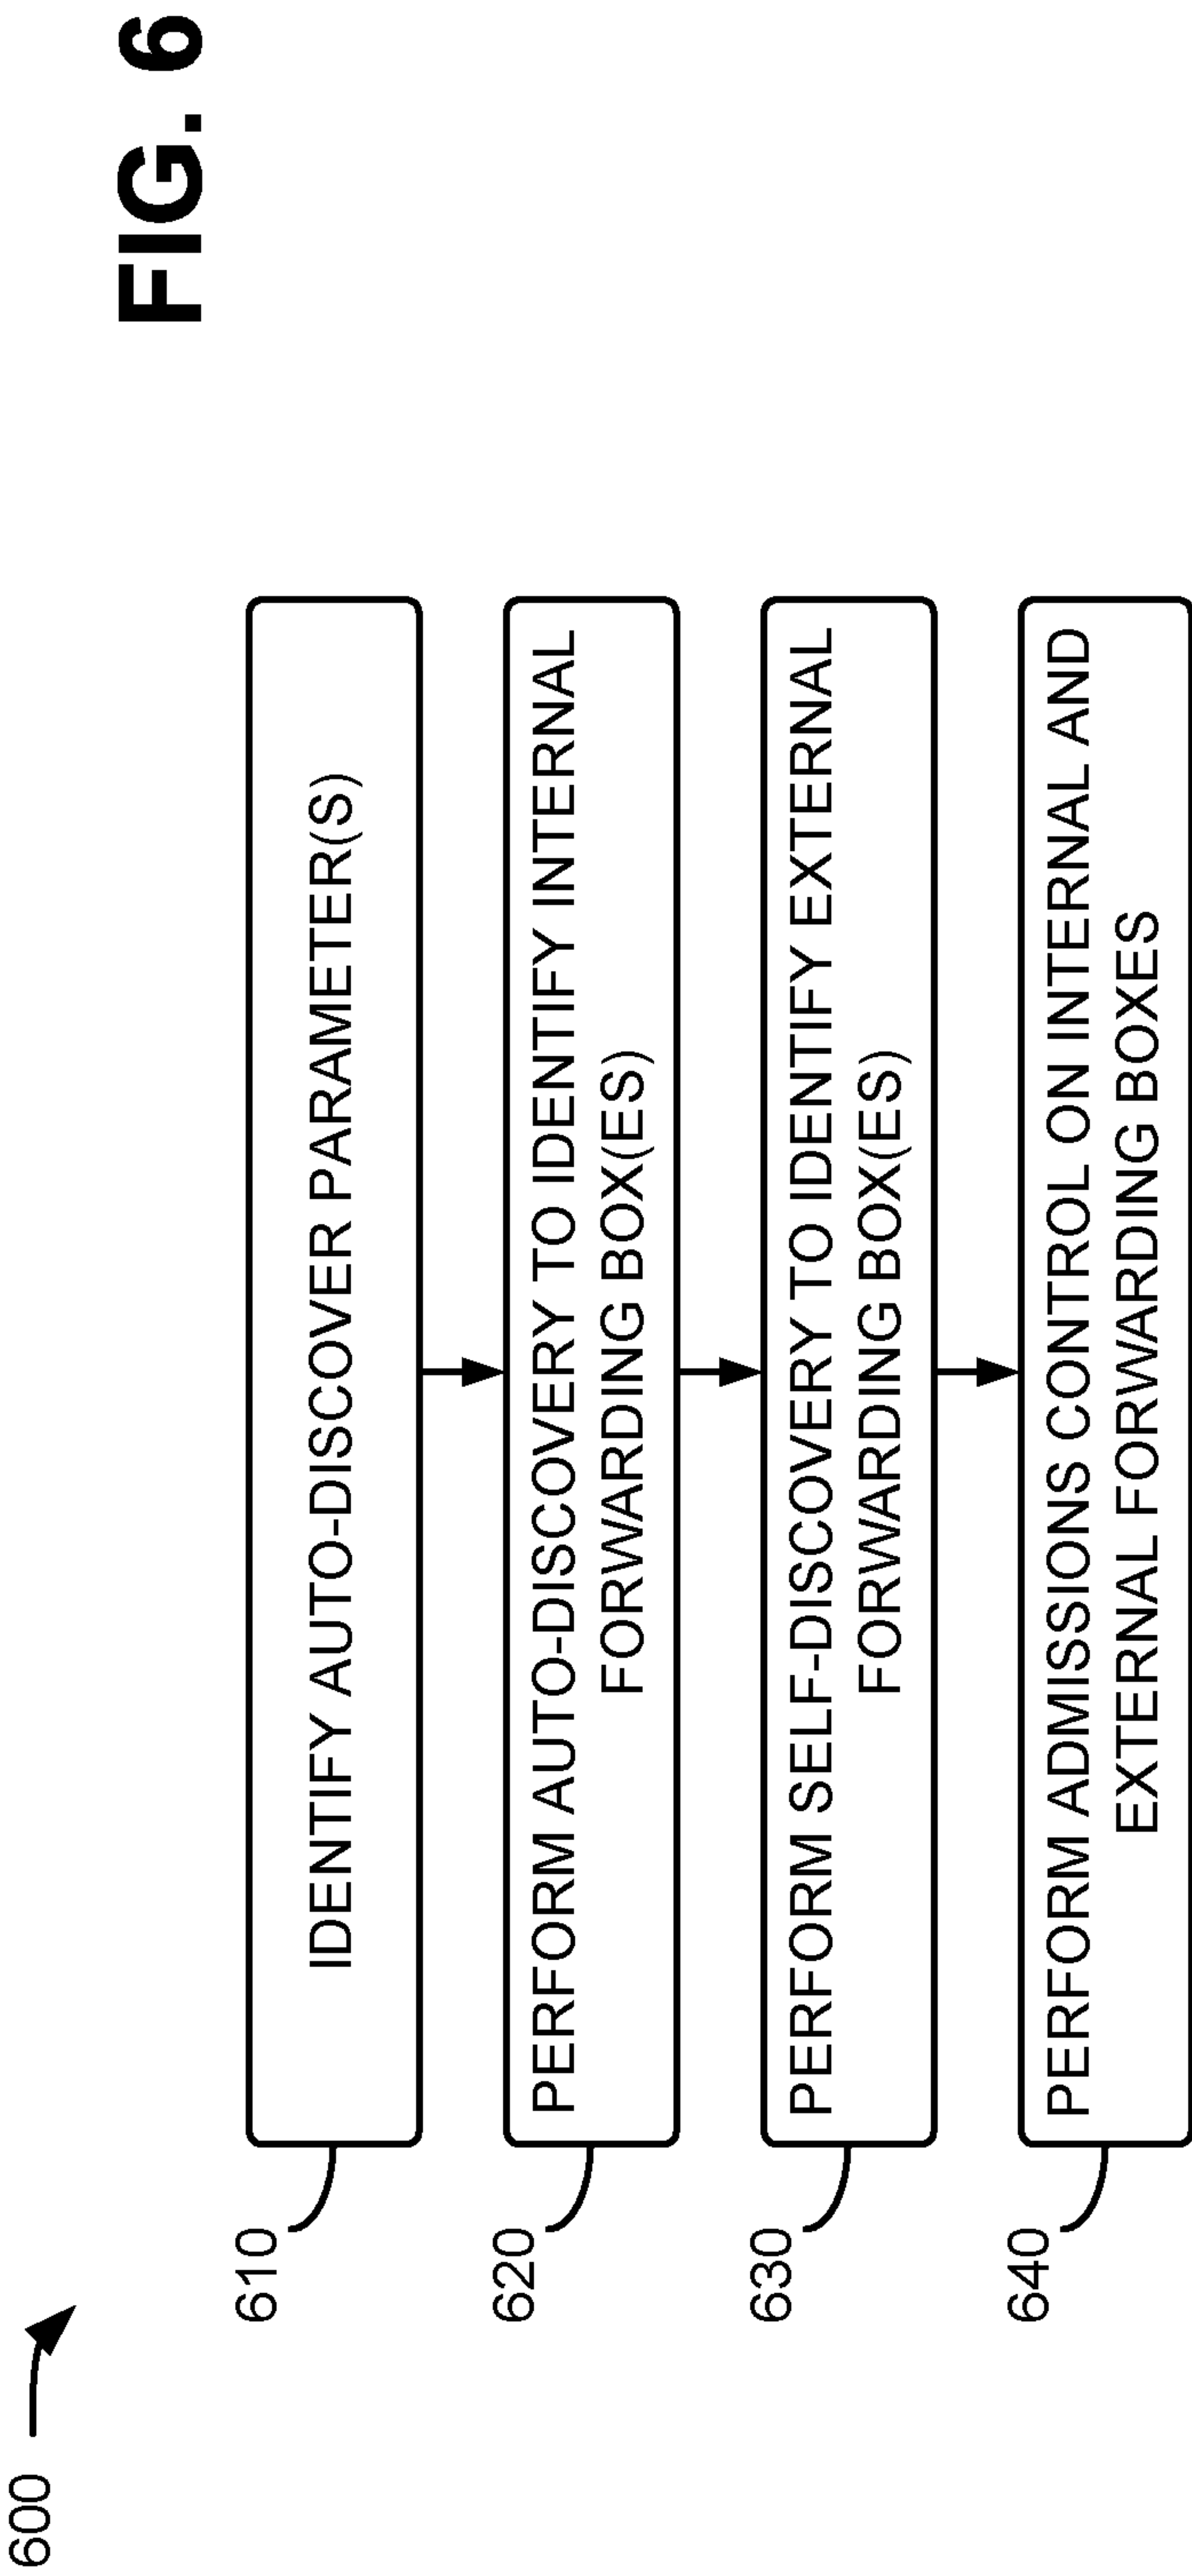 600
610
IDENTIFY AUTO-DISCOVER PARAMETER(S)
620
PERFORM AUTO-DISCOVERY TO IDENTIFY INTERNAL
FORWARDING BOX(ES)
630
PERFORM SELF-DISCOVERY TO IDENTIFY EXTERNAL
FORWARDING BOX(ES)
640
PERFORM ADMISSIONS CONTROL ON INTERNAL AND
EXTERNAL FORWARDING BOXES
FIG. 6